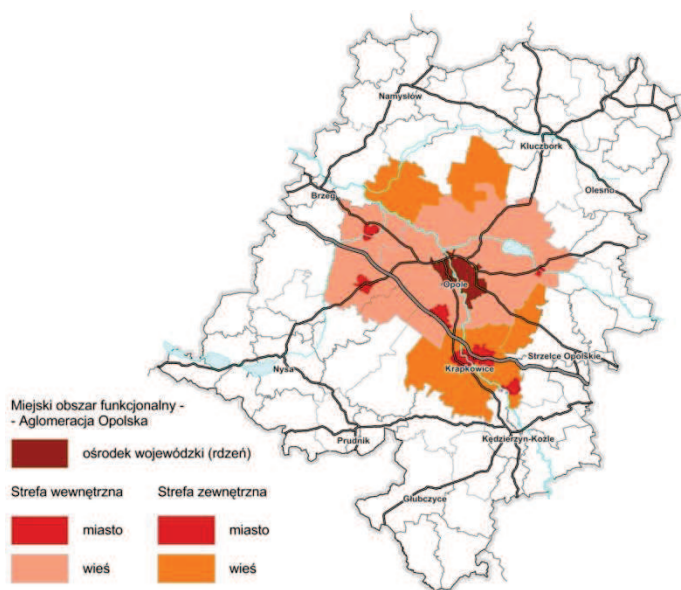 Namysłów
Kluczbork
Olesno
Brzeg
Opole
Strzelce Opolskie
Krapkowice
Nysa
Prudnik
Kędzierzyn-Koźle
Głubczyce
Miejski obszar funkcjonalny -
- Aglomeracja Opolska
ośrodek wojewódzki (rdzeń)
Strefa wewnętrzna
Strefa zewnętrzna
miasto
miasto
wieś
wieś